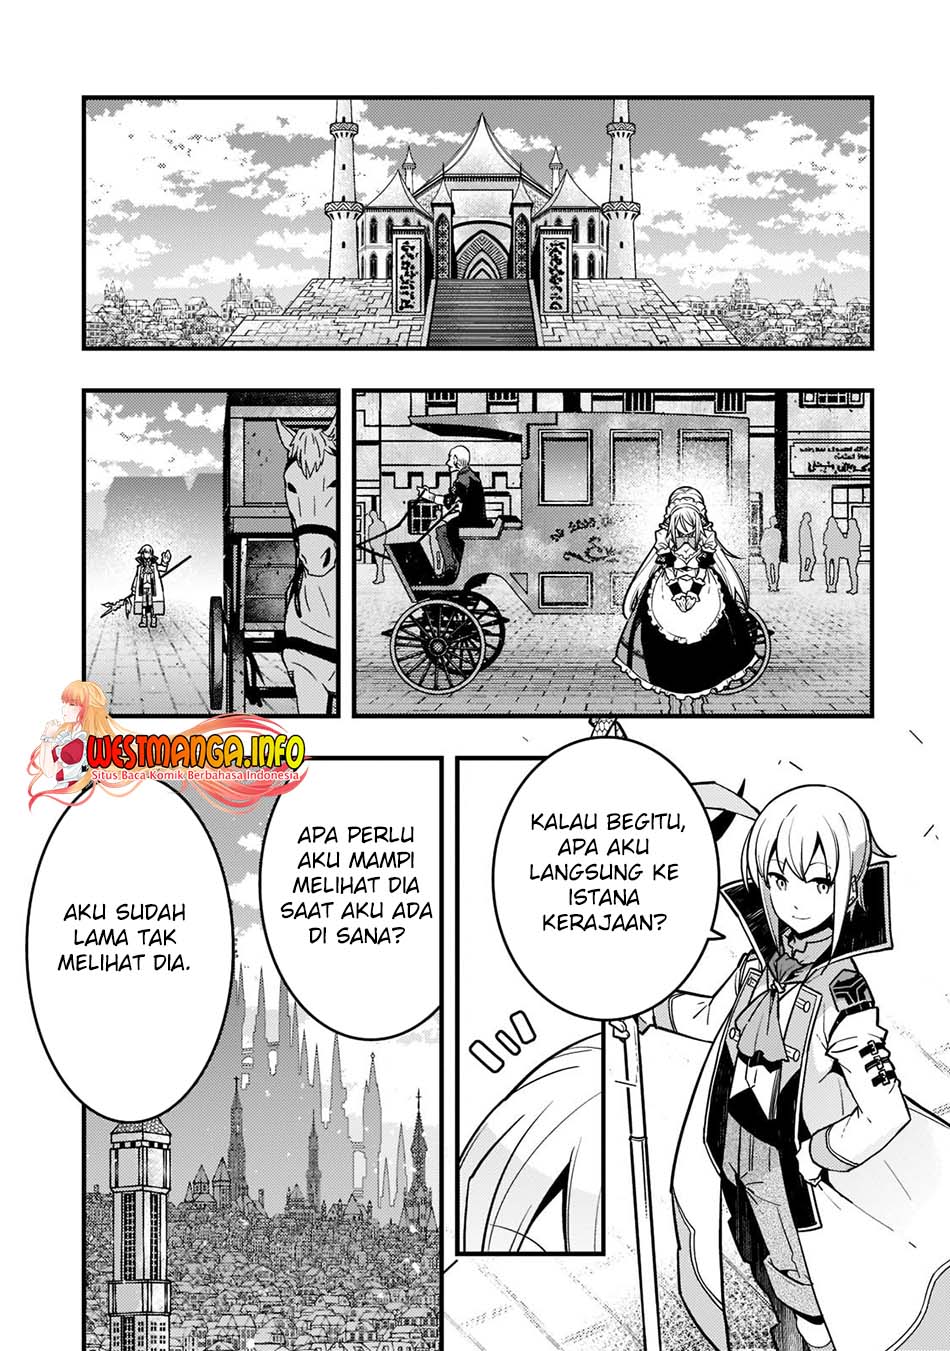 KALAU BEGITU,
APA AKU
LANGSUNG KE
ISTANA
KERAJAAN?
APA PERLU
AKU MAMPI
MELIHAT DIA
SAAT AKU ADA
DI SANA?
AKU SUDAH
LAMA TAK
MELIHAT DIA.
WESTMANGA.INFO
Situs Baca Komik Berbahasa Indonesia